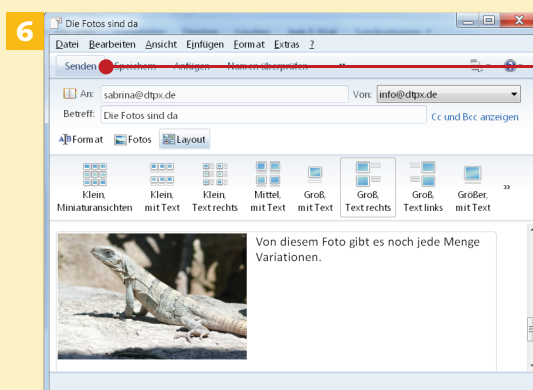 6
Die Fotos sind da
Datei Bearbeiten Ansicht Einfügen Format Extras ?
Senden Speichern Anfügen Namen überprüfen »
An: sabrina@dtpx.de Von: info@dtpx.de
Betreff: Die Fotos sind da Cc und Bcc anzeigen
Format Fotos Layout
Klein, Miniaturansichten
Klein, mit Text
Klein, Text rechts
Mittel, mit Text
Groß, mit Text
Groß, Text rechts
Groß, Text links
Größer, mit Text
»
Von diesem Foto gibt es noch jede Menge
Variationen.